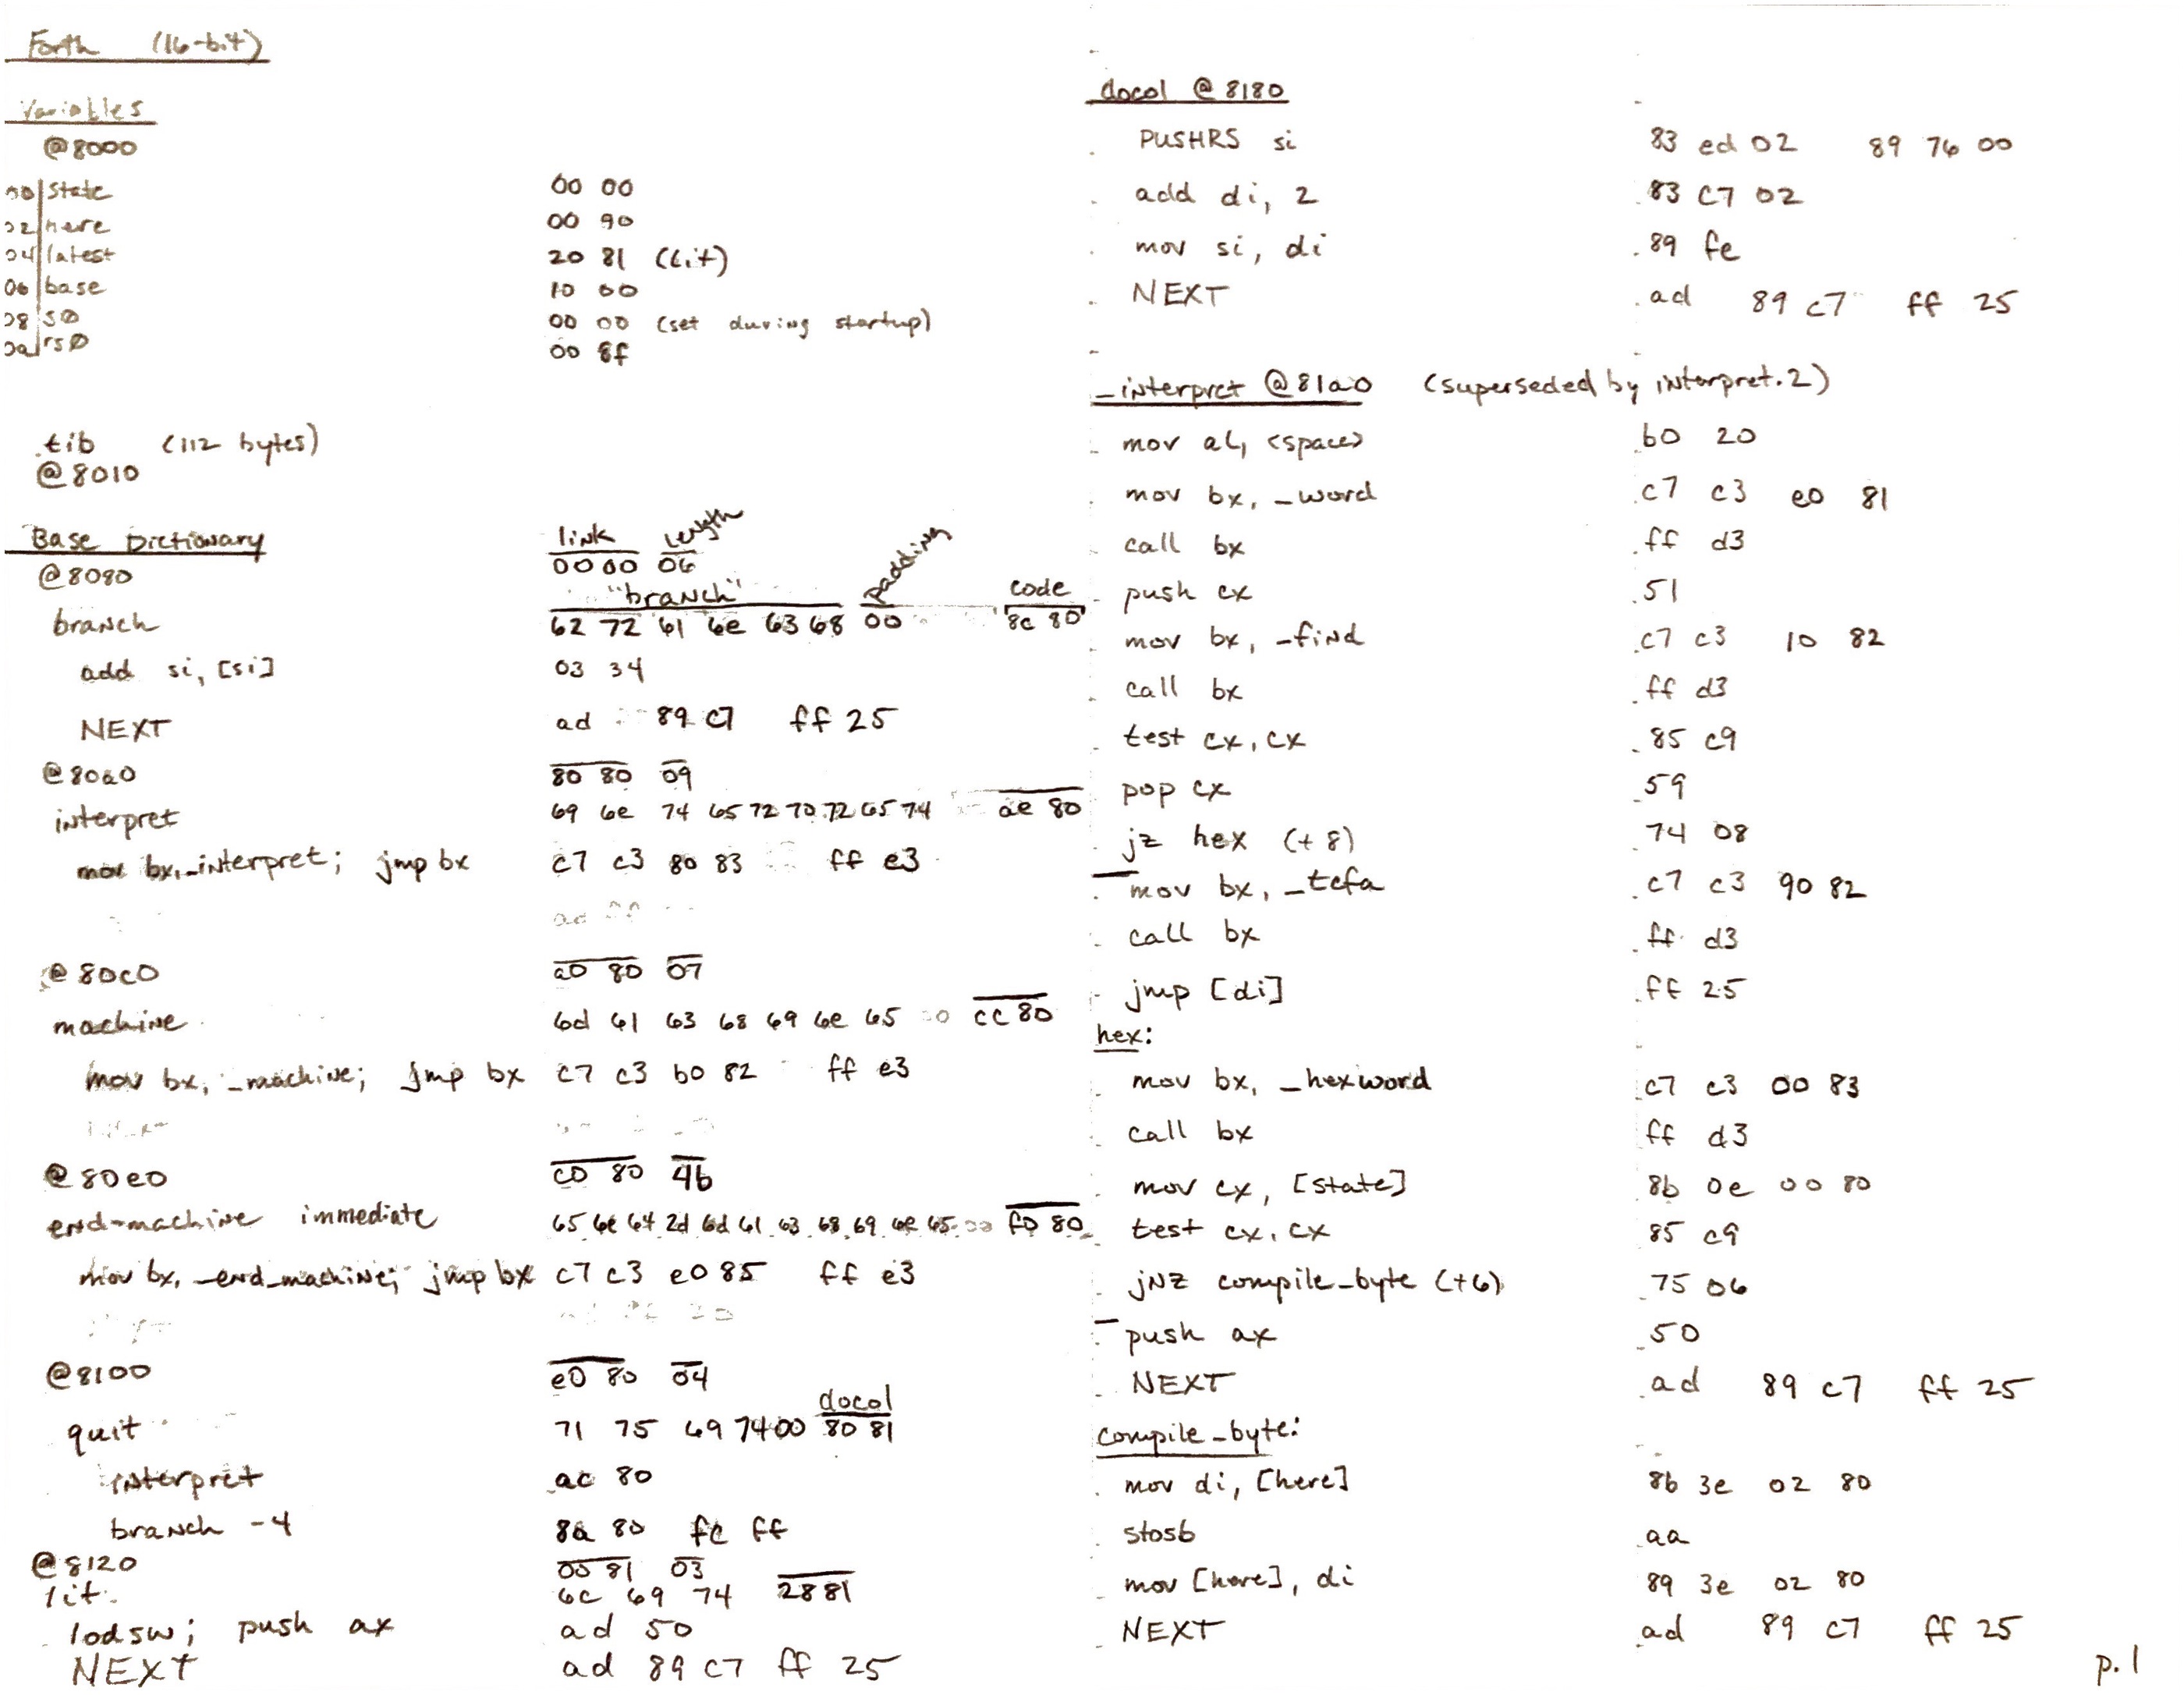 Forth (16-bit)
Variables
@8000
00 state 00 00
02 here 00 90
04 latest 20 81 (lit)
06 base 10 00
08 s0 00 00 (set during startup)
0a rs0 00 8f
tib (112 bytes)
@8010
Base Dictionary link length
@8080 00 00 06
"branch" padding code
branch 62 72 61 6e 63 68 00 8c 80
add si, [si] 03 34
NEXT ad 89 c7 ff 25
@80a0 80 80 09
interpret 69 6e 74 65 72 70 72 65 74 ae 80
mov bx, _interpret; jmp bx c7 c3 80 83 ff e3
@80c0 a0 80 07
machine 6d 61 63 68 69 6e 65 cc 80
mov bx, _machine; jmp bx c7 c3 b0 82 ff e3
@80e0 c0 80 4b
end-machine immediate 65 6e 64 2d 6d 61 63 68 69 6e 65 00 f0 80
mov bx, _end_machine; jmp bx c7 c3 e0 85 ff e3
@8100 e0 80 04
docol
quit 71 75 69 74 00 80 81
interpret ac 80
branch -4 8a 80 fc ff
@8120 00 81 03
lit 6c 69 74 28 81
lodsw; push ax ad 50
NEXT ad 89 c7 ff 25
docol @ 8180
PUSHRS si 83 ed 02 89 76 00
add di, 2 83 c7 02
mov si, di 89 fe
NEXT ad 89 c7 ff 25
_interpret @81a0 (superseded by interpret.2)
mov al, <space> b0 20
mov bx, _word c7 c3 e0 81
call bx ff d3
push cx 51
mov bx, _find c7 c3 10 82
call bx ff d3
test cx, cx 85 c9
pop cx 59
jz hex (+8) 74 08
mov bx, _tcfa c7 c3 90 82
call bx ff d3
jmp [di] ff 25
hex:
mov bx, _hexword c7 c3 00 83
call bx ff d3
mov cx, [state] 8b 0e 00 80
test cx, cx 85 c9
jNZ compile_byte (+6) 75 06
push ax 50
NEXT ad 89 c7 ff 25
compile_byte:
mov di, [here] 8b 3e 02 80
stosb aa
mov [here], di 89 3e 02 80
NEXT ad 89 c7 ff 25
p. 1